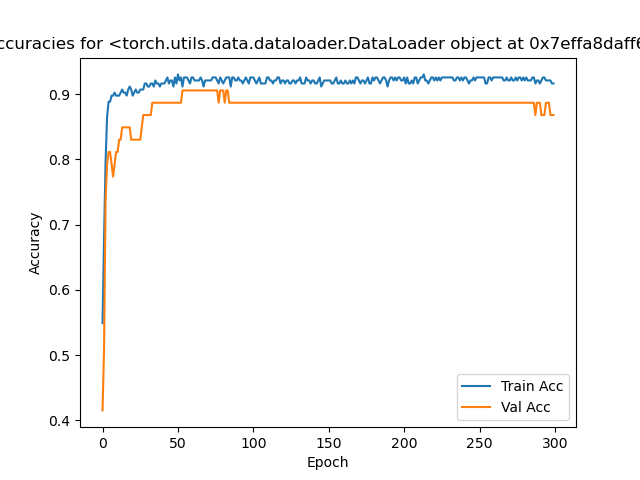 ccuracies for <torch.utils.data.dataloader.DataLoader object at 0x7effa8daff6
0.9
0.8
0.7
0.6
0.5
0.4
Accuracy
Train Acc
Val Acc
0 50 100 150 200 250 300
Epoch